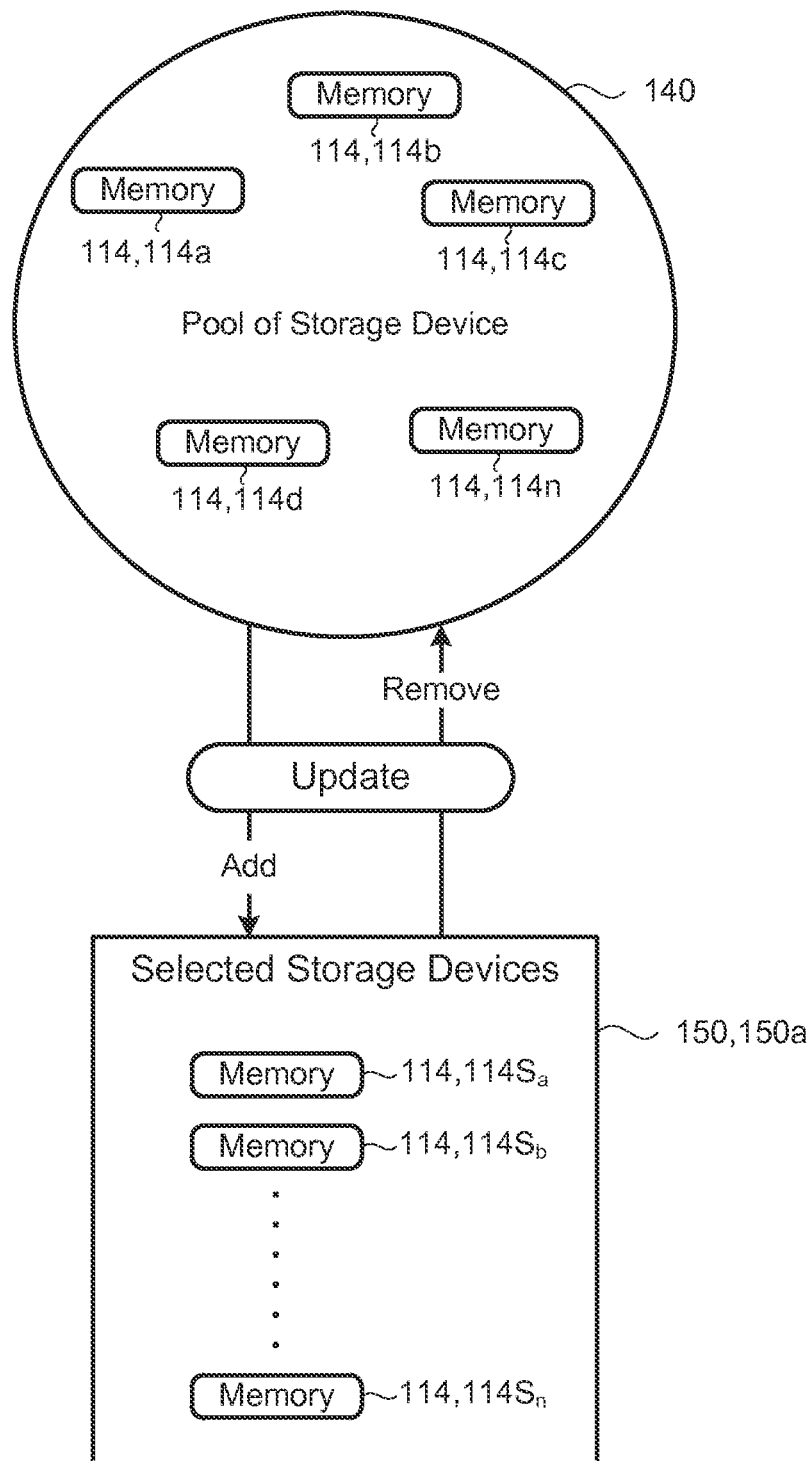 Memory
140
114,114b
Memory
114,114a
Memory
114,114c
Pool of Storage Device
Memory
114,114d
Memory
114,114n
Remove
Update
Add
Selected Storage Devices
150,150a
Memory 114,114Sₐ
Memory 114,114S_b
Memory 114,114Sₙ